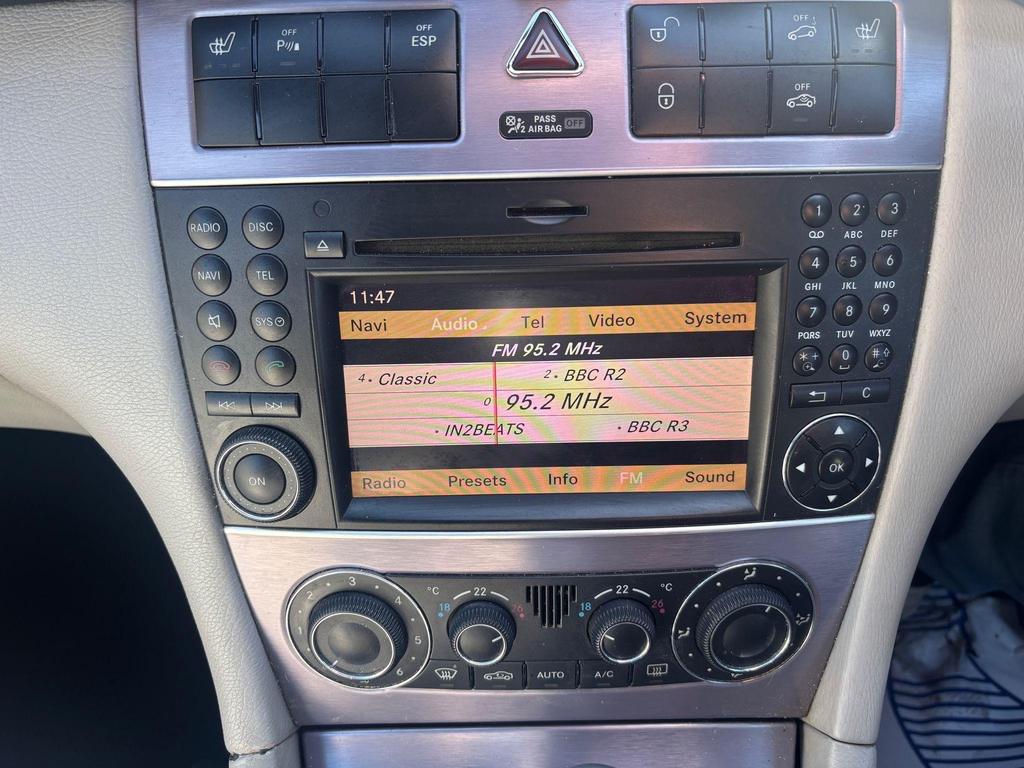 OFF
OFF
P
ESP
OFF
OFF
PASS
AIR BAG OFF
2
RADIO DISC
NAVI TEL
SYS
ON
11:47
Navi Audio Tel Video System
FM 95.2 MHz
4 • Classic 2 • BBC R2
0 95.2 MHz
• IN2BEATS • BBC R3
Radio Presets Info FM Sound
1 2 3
ABC DEF
4 5 6
GHI JKL MNO
7 8 9
PQRS TUV WXYZ
* + 0 #
C
OK
1 2 3 4 5 6
°C 18 22 26
18 22 26 °C
AUTO A/C